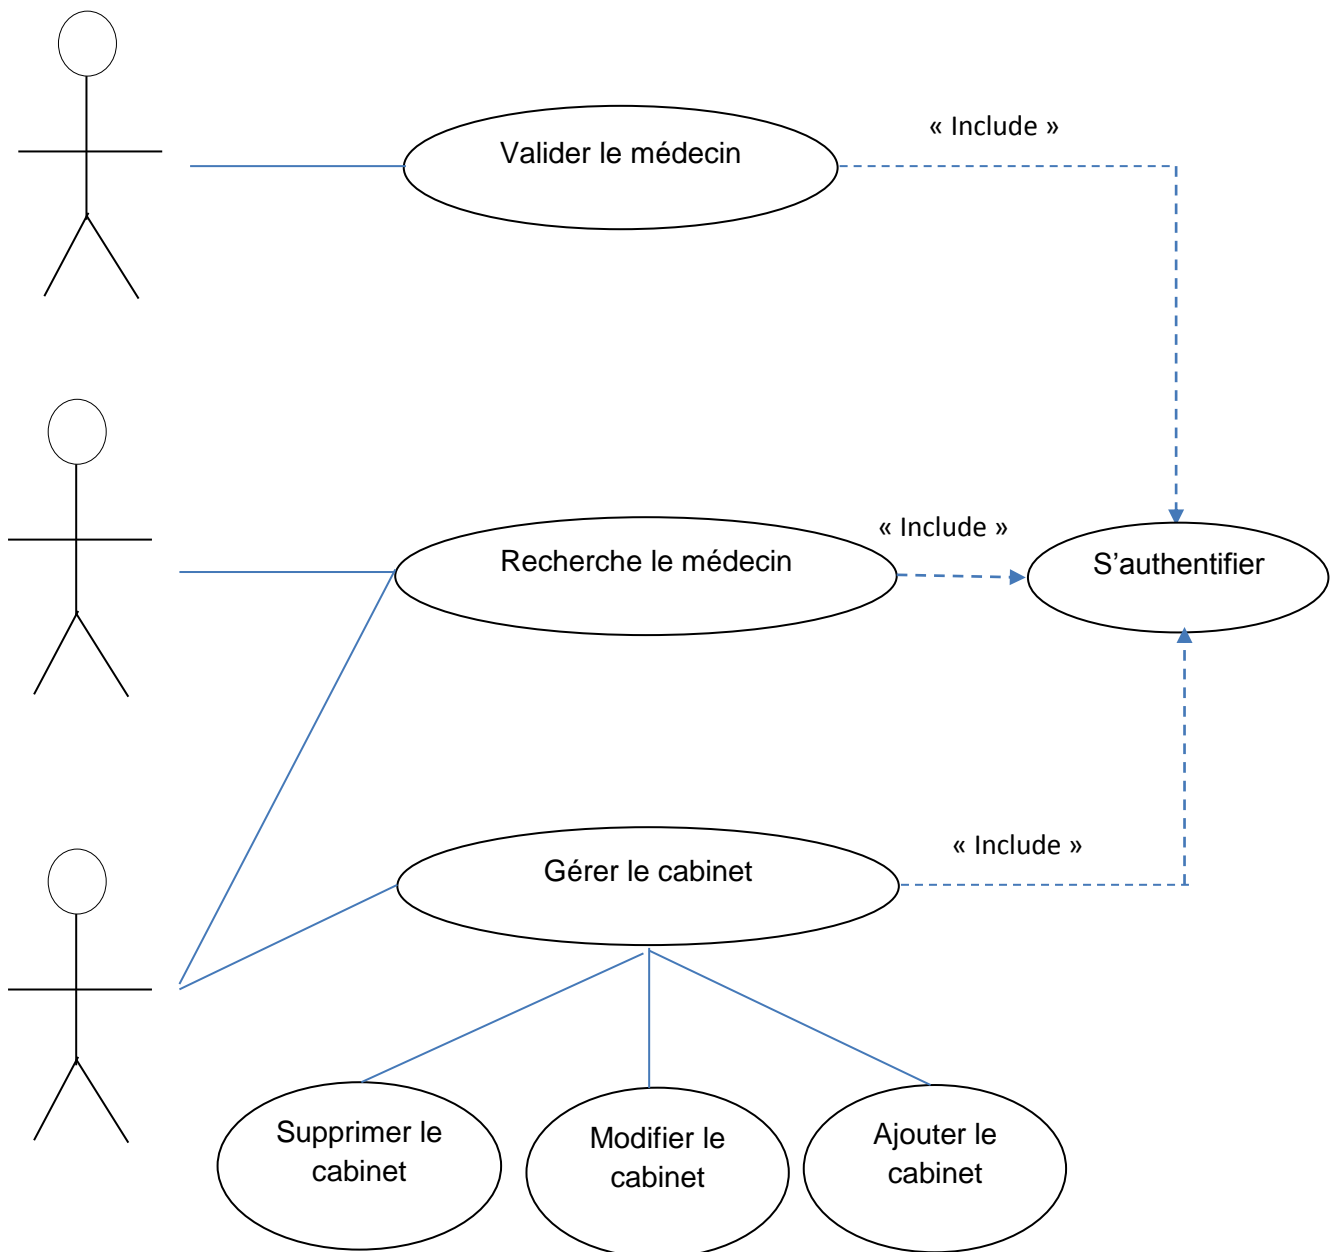 « Include »
Valider le médecin
« Include »
Recherche le médecin
S’authentifier
« Include »
Gérer le cabinet
Supprimer le
cabinet
Modifier le
cabinet
Ajouter le
cabinet